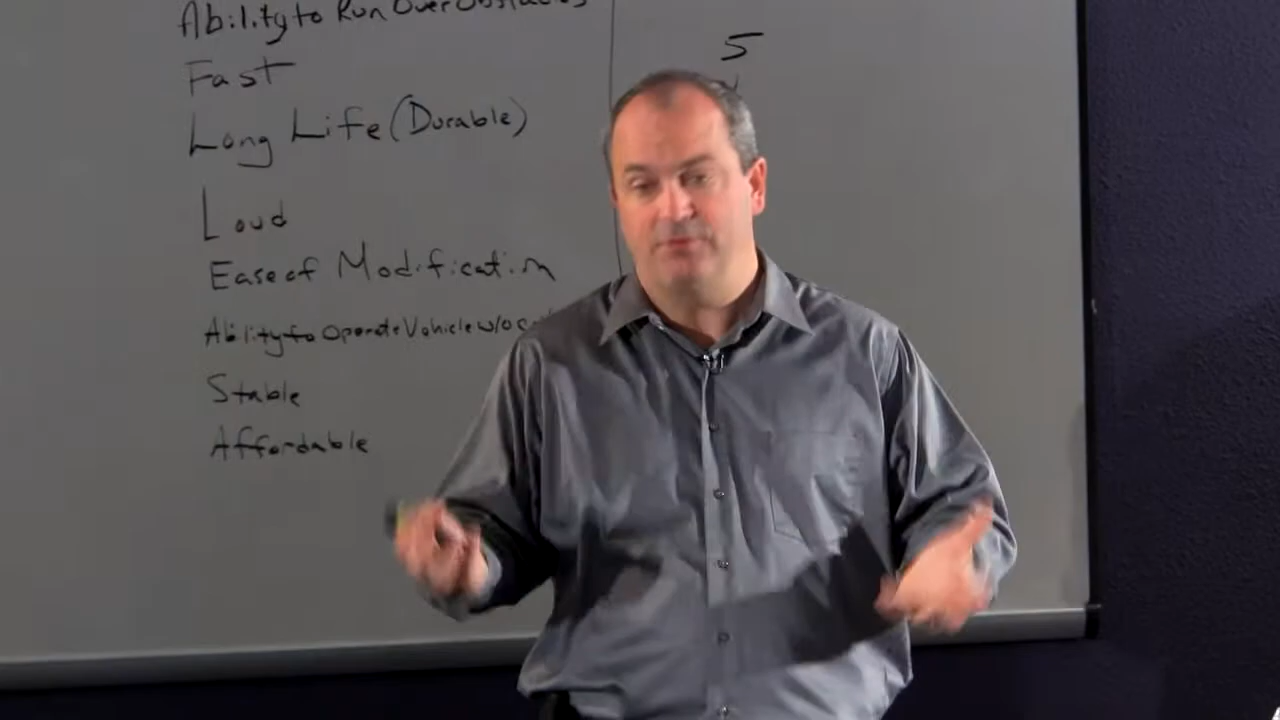 Ability to Run Over Obstacles
5
Fast
Long Life (Durable)
Loud
Ease of Modification
Ability to Operate Vehicle w/o
Stable
Affordable